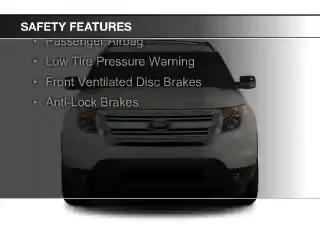 SAFETY FEATURES
• Passenger Airbag
• Low Tire Pressure Warning
• Front Ventilated Disc Brakes
• Anti-Lock Brakes